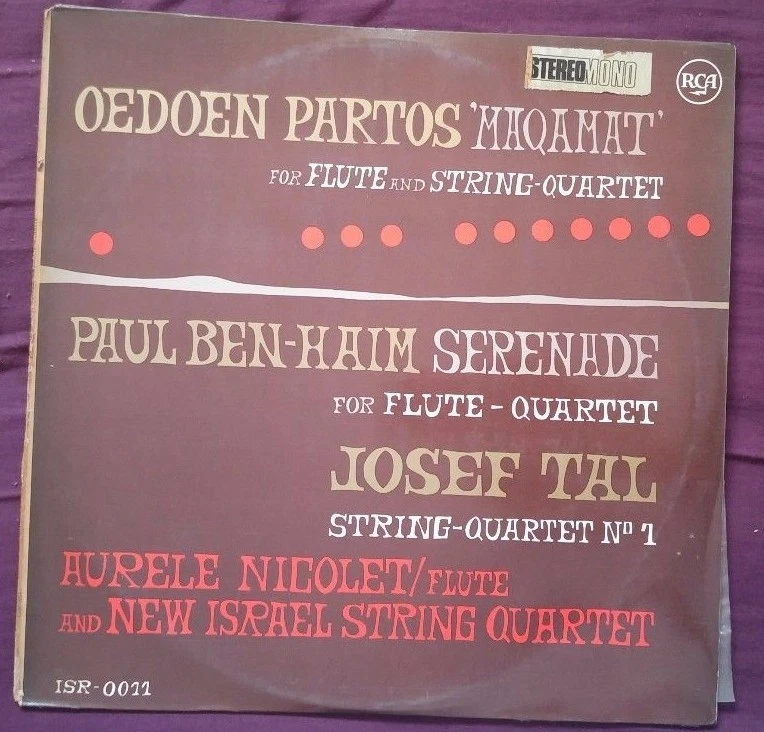 STEREO MONO
RCA
OEDOEN PARTOS 'MAQAMAT'
FOR FLUTE AND STRING-QUARTET
PAUL BEN-HAIM SERENADE
FOR FLUTE - QUARTET
JOSEF TAL
STRING-QUARTET Nº 1
AURELE NICOLET/FLUTE
AND NEW ISRAEL STRING QUARTET
ISR-0011